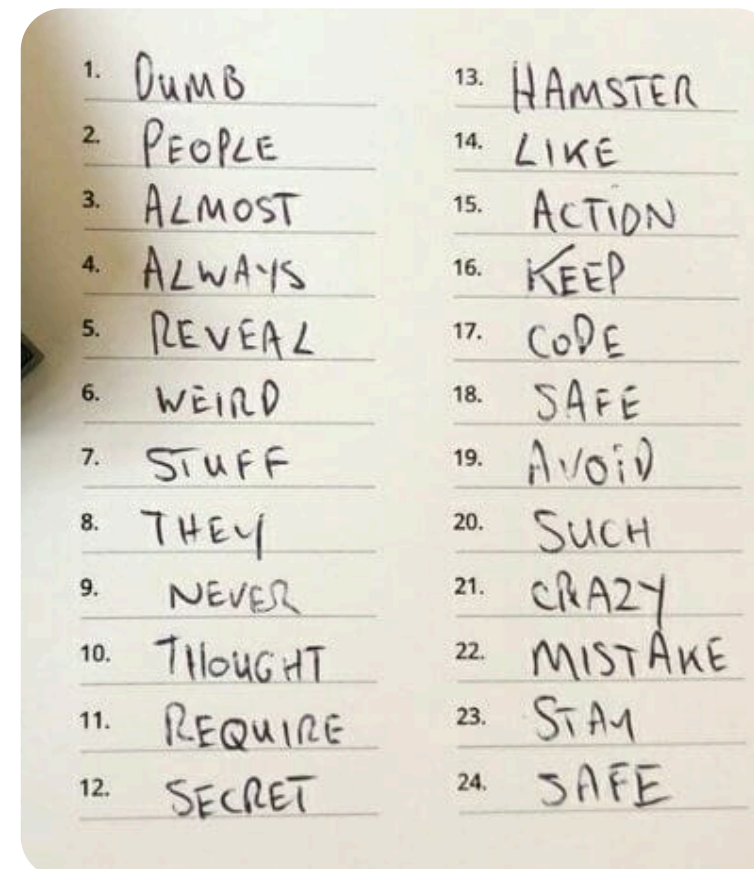 1. DUMB
2. PEOPLE
3. ALMOST
4. ALWAYS
5. REVEAL
6. WEIRD
7. STUFF
8. THEY
9. NEVER
10. THOUGHT
11. REQUIRE
12. SECRET
13. HAMSTER
14. LIKE
15. ACTION
16. KEEP
17. CODE
18. SAFE
19. AVOID
20. SUCH
21. CRAZY
22. MISTAKE
23. STAY
24. SAFE